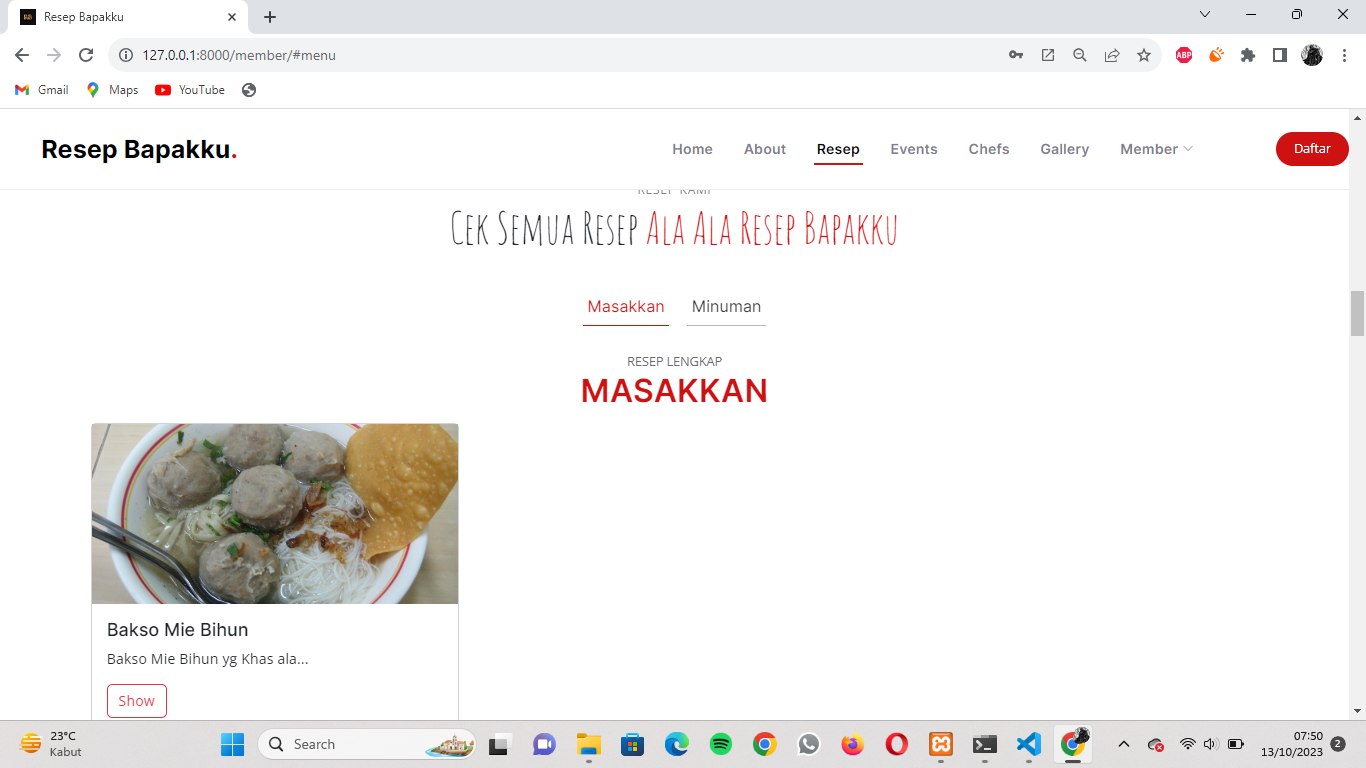 Resep Bapakku
127.0.0.1:8000/member/#menu
ABP
Gmail
Maps
YouTube
Resep Bapakku.
Home
About
Resep
Events
Chefs
Gallery
Member
Daftar
RESEP KAMI
Cek Semua Resep Ala Ala Resep Bapakku
Masakkan
Minuman
RESEP LENGKAP
MASAKKAN
Bakso Mie Bihun
Bakso Mie Bihun yg Khas ala...
Show
23°C
Kabut
Search
07:50
13/10/2023
2